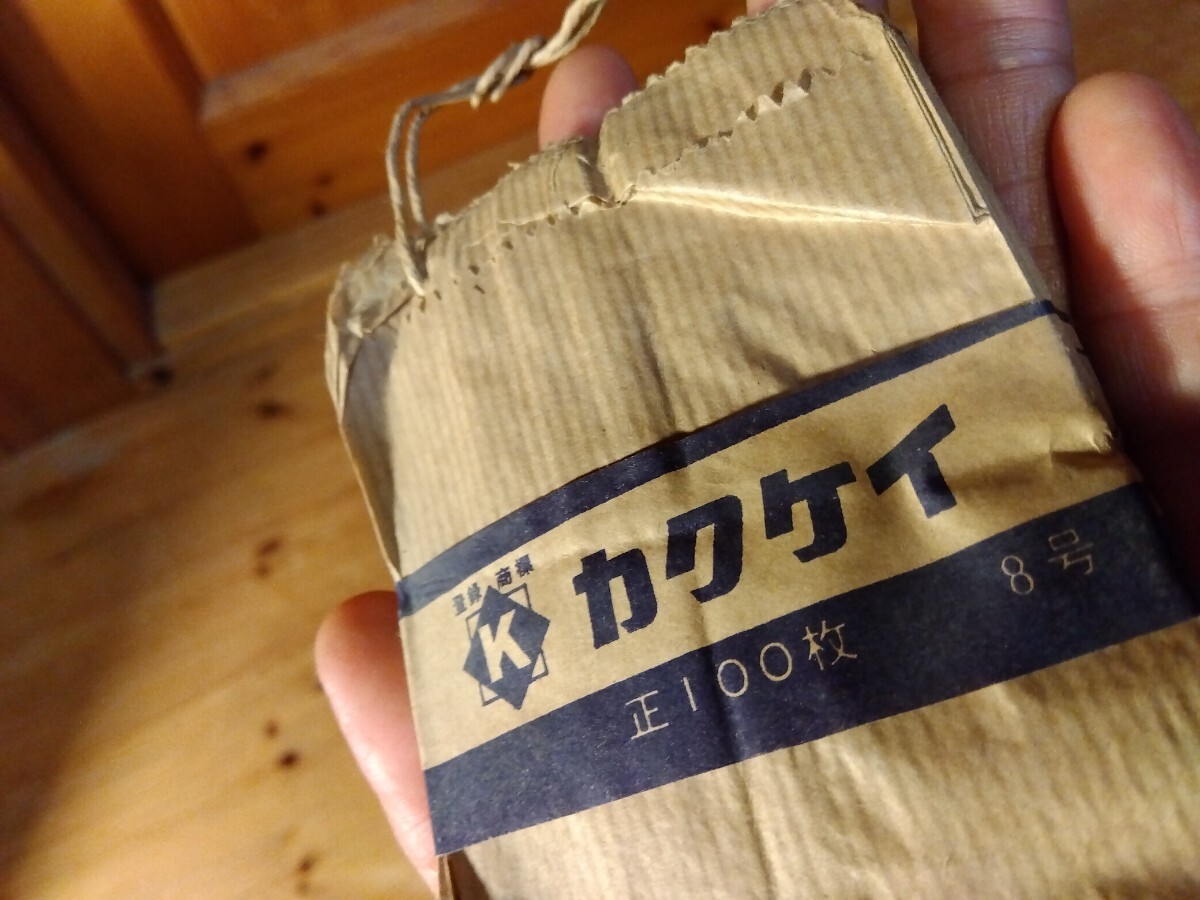 登録 商標
K
カクケイ
正100枚
8号